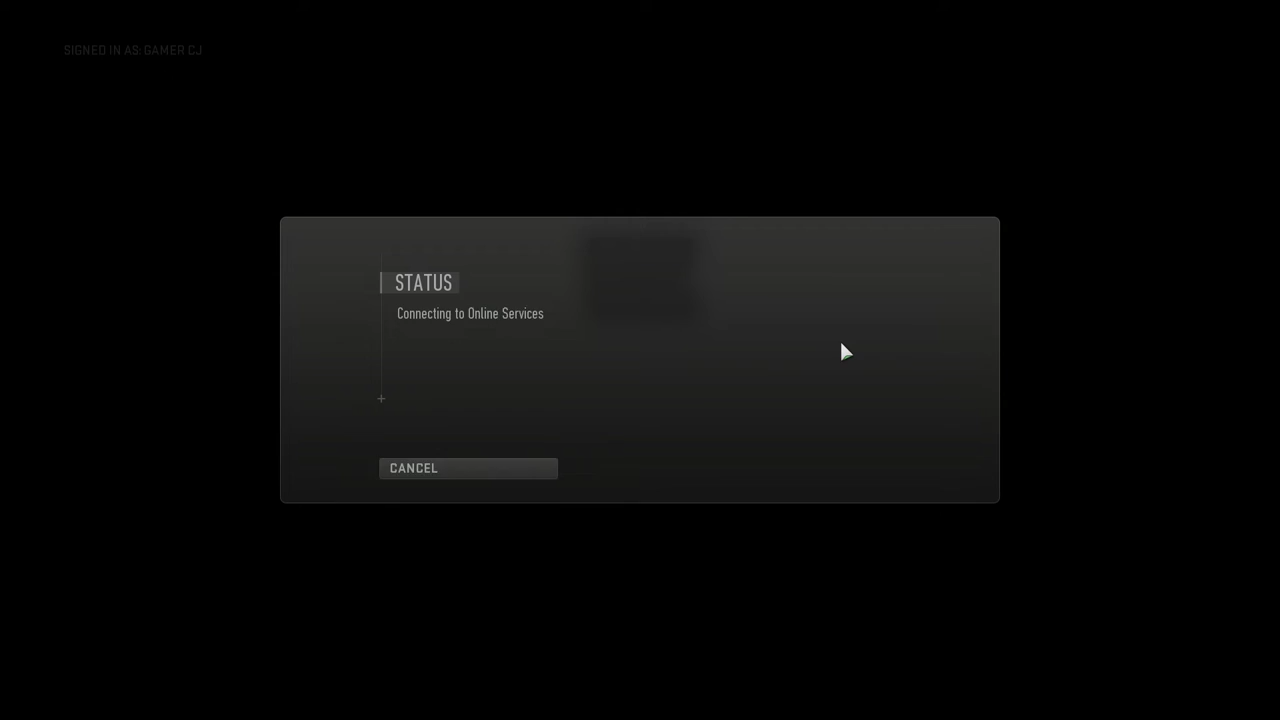 SIGNED IN AS: GAMER CJ
STATUS
Connecting to Online Services
CANCEL